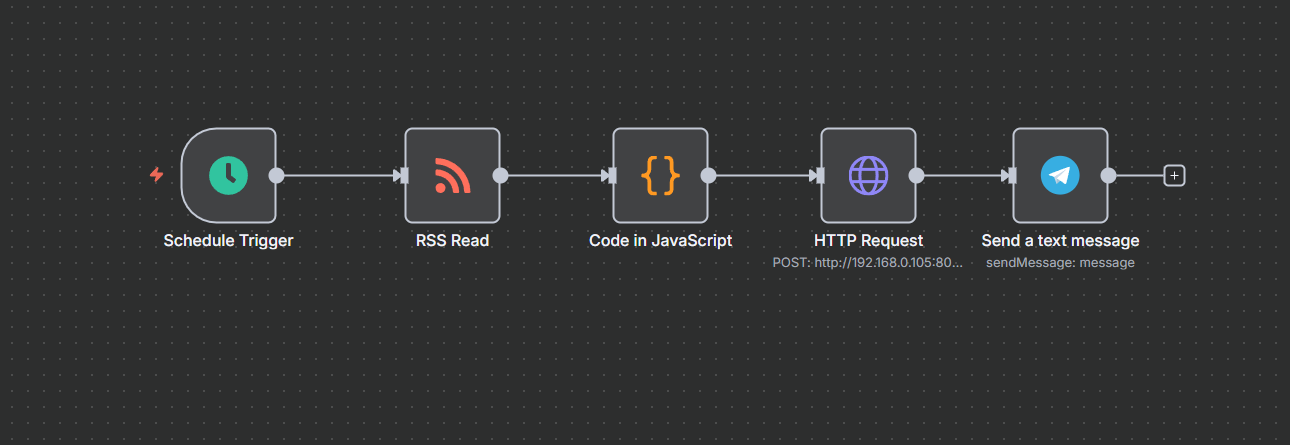 Schedule Trigger
RSS Read
Code in JavaScript
HTTP Request
POST: http://192.168.0.105:80...
Send a text message
sendMessage: message